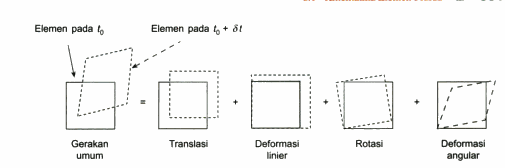 Elemen pada t₀
Elemen pada t₀ + δt
= + + +
Gerakan umum
Translasi
Deformasi linier
Rotasi
Deformasi angular